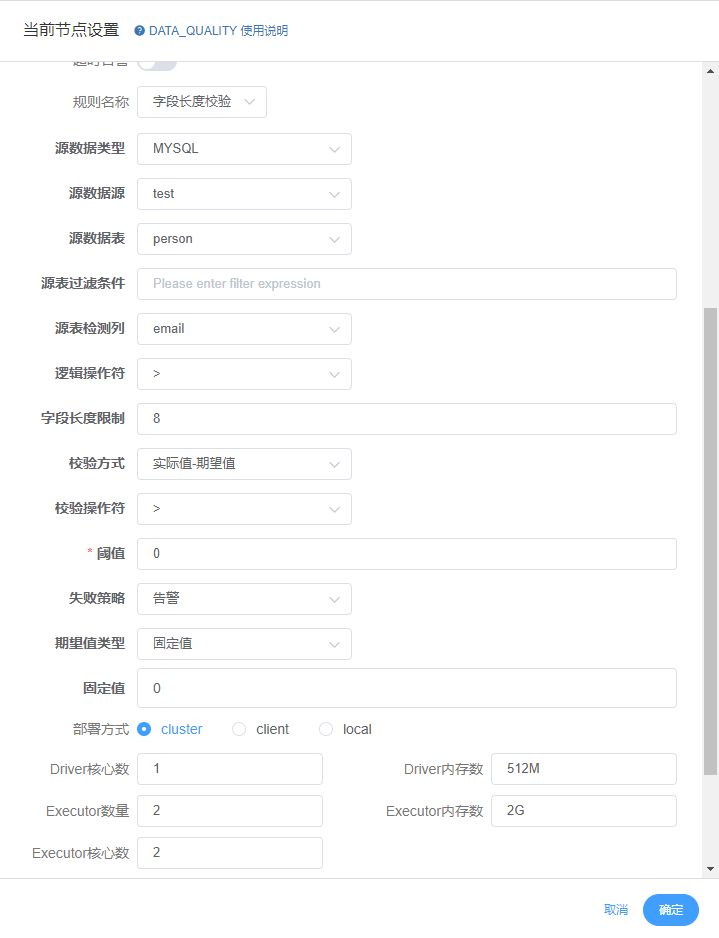 当前节点设置 DATA_QUALITY 使用说明
超时告警
规则名称 字段长度校验
源数据类型 MYSQL
源数据源 test
源数据表 person
源表过滤条件 Please enter filter expression
源表检测列 email
逻辑操作符 >
字段长度限制 8
校验方式 实际值-期望值
校验操作符 >
* 阈值 0
失败策略 告警
期望值类型 固定值
固定值 0
部署方式 cluster client local
Driver核心数 1 Driver内存数 512M
Executor数量 2 Executor内存数 2G
Executor核心数 2
取消 确定